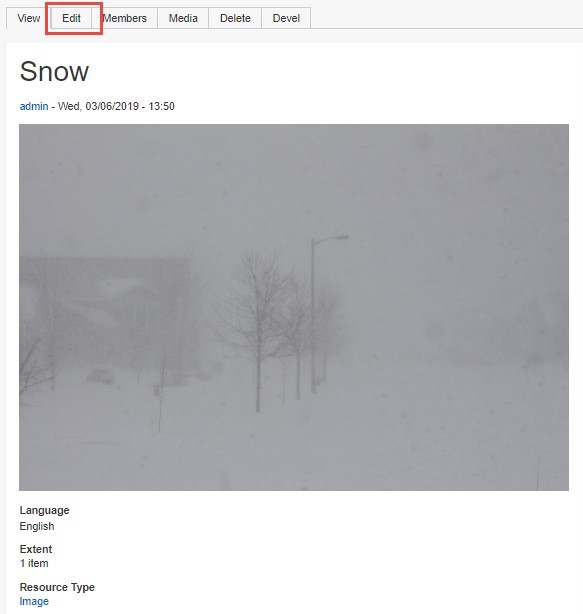 View Edit Members Media Delete Devel
Snow
admin - Wed, 03/06/2019 - 13:50
Language
English
Extent
1 item
Resource Type
Image